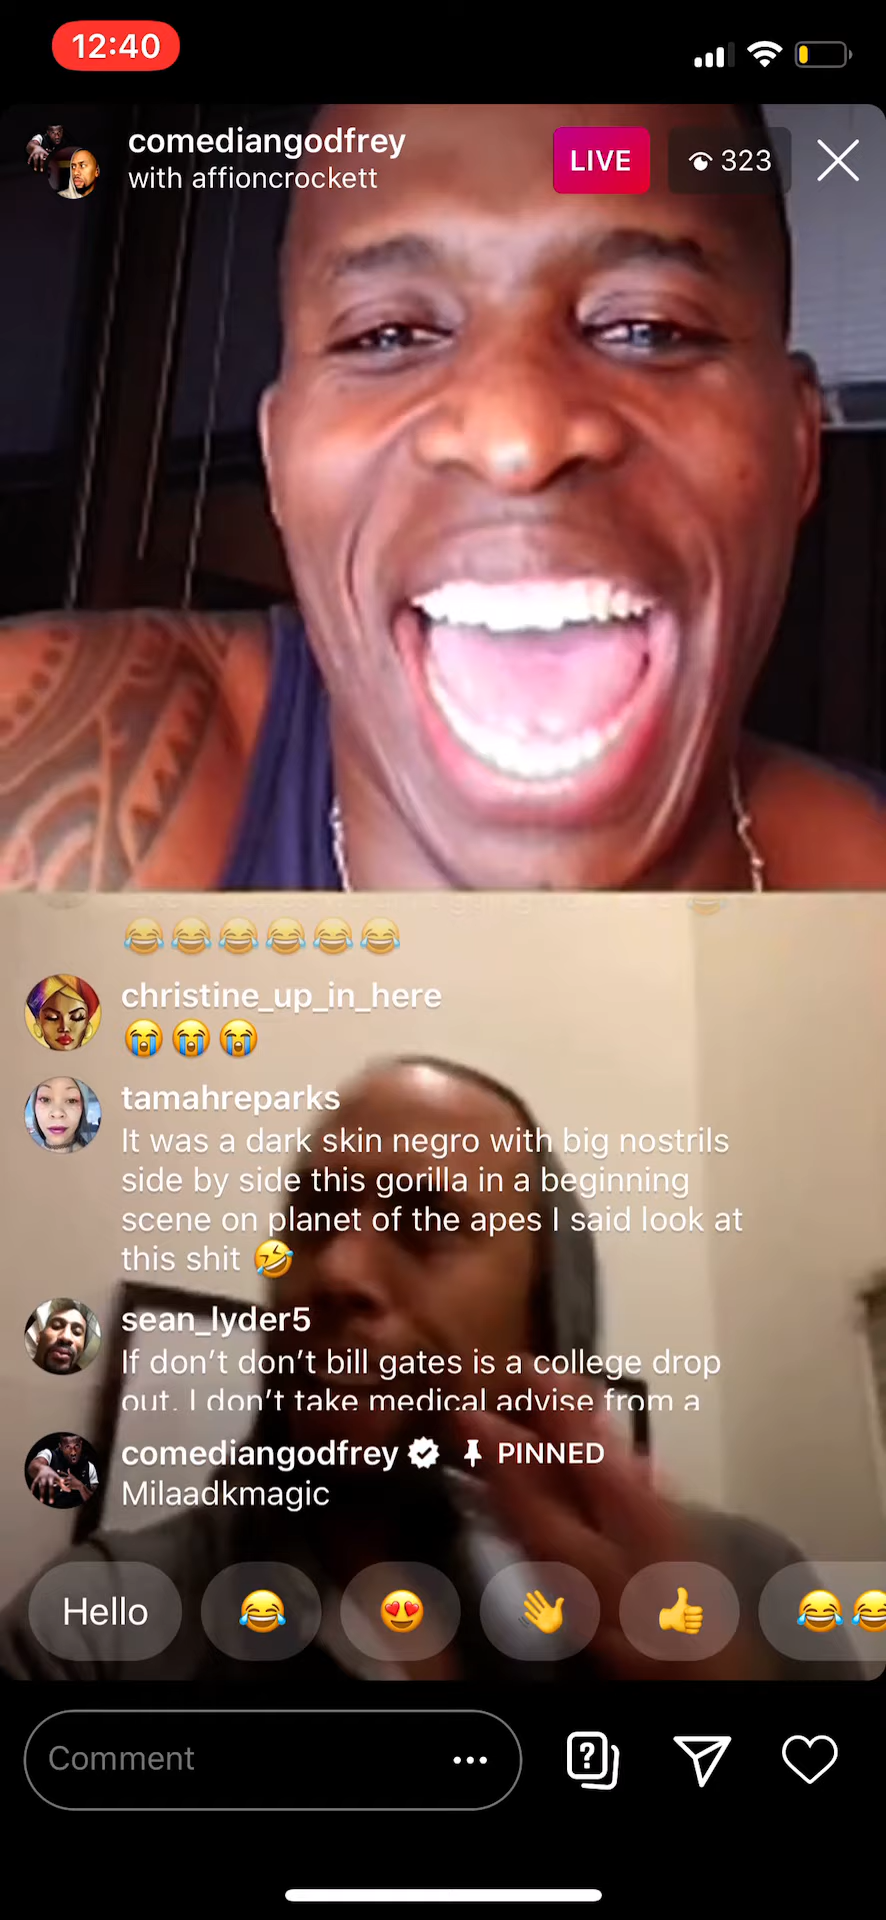 12:40
comediangodfrey
with affioncrockett
LIVE
323
christine_up_in_here
😭😭😭
tamahreparks
It was a dark skin negro with big nostrils
side by side this gorilla in a beginning
scene on planet of the apes I said look at
this shit 🤣
sean_lyder5
If don't don't bill gates is a college drop
out. I don't take medical advise from a
comediangodfrey PINNED
Milaadkmagic
Hello
Comment